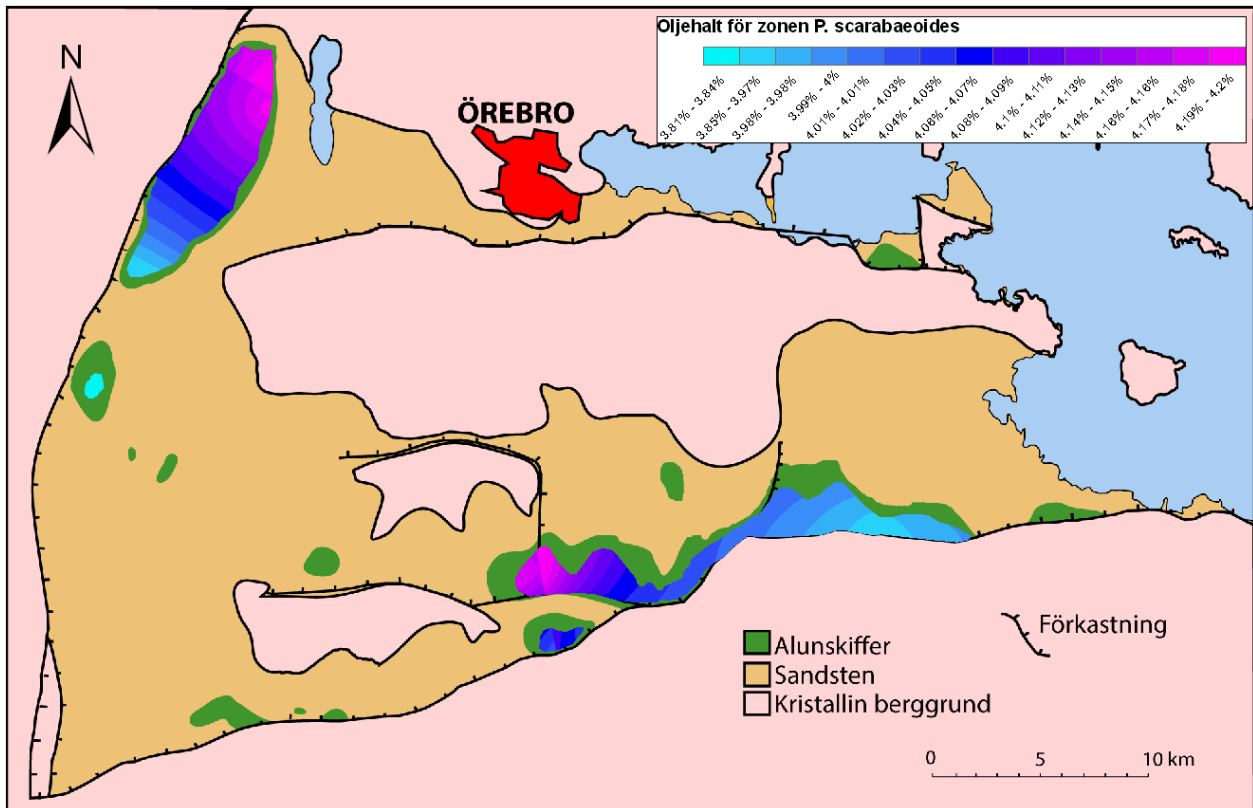 Oljehalt för zonen P. scarabaeoides
3.81% - 3.84%
3.85% - 3.97%
3.98% - 3.98%
3.99% - 4%
4.01% - 4.01%
4.02% - 4.03%
4.04% - 4.05%
4.06% - 4.07%
4.08% - 4.09%
4.1% - 4.11%
4.12% - 4.13%
4.14% - 4.15%
4.16% - 4.16%
4.17% - 4.18%
4.19% - 4.2%
N
ÖREBRO
Förkastning
Alunskiffer
Sandsten
Kristallin berggrund
0 5 10 km